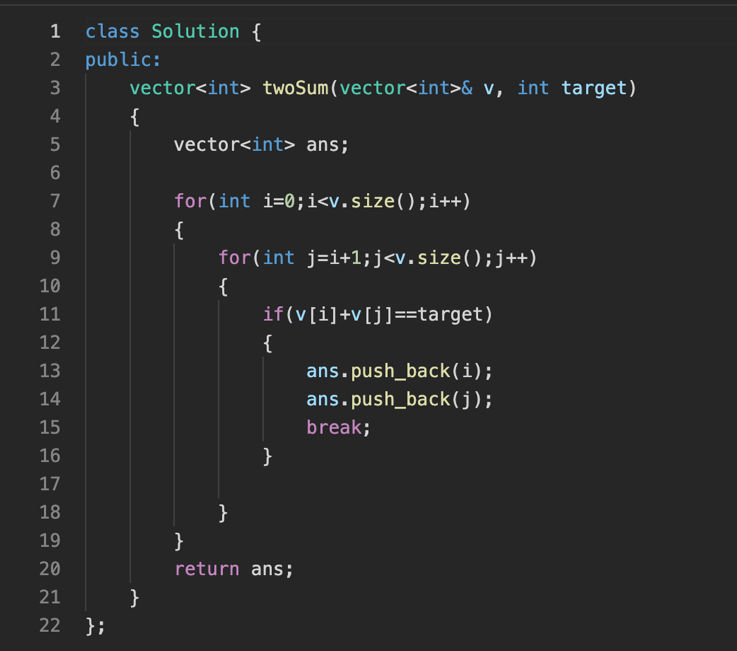 1 class Solution {
2 public:
3     vector<int> twoSum(vector<int>& v, int target)
4     {
5         vector<int> ans;
6
7         for(int i=0;i<v.size();i++)
8         {
9             for(int j=i+1;j<v.size();j++)
10             {
11                 if(v[i]+v[j]==target)
12                 {
13                     ans.push_back(i);
14                     ans.push_back(j);
15                     break;
16                 }
17
18             }
19         }
20         return ans;
21     }
22 };